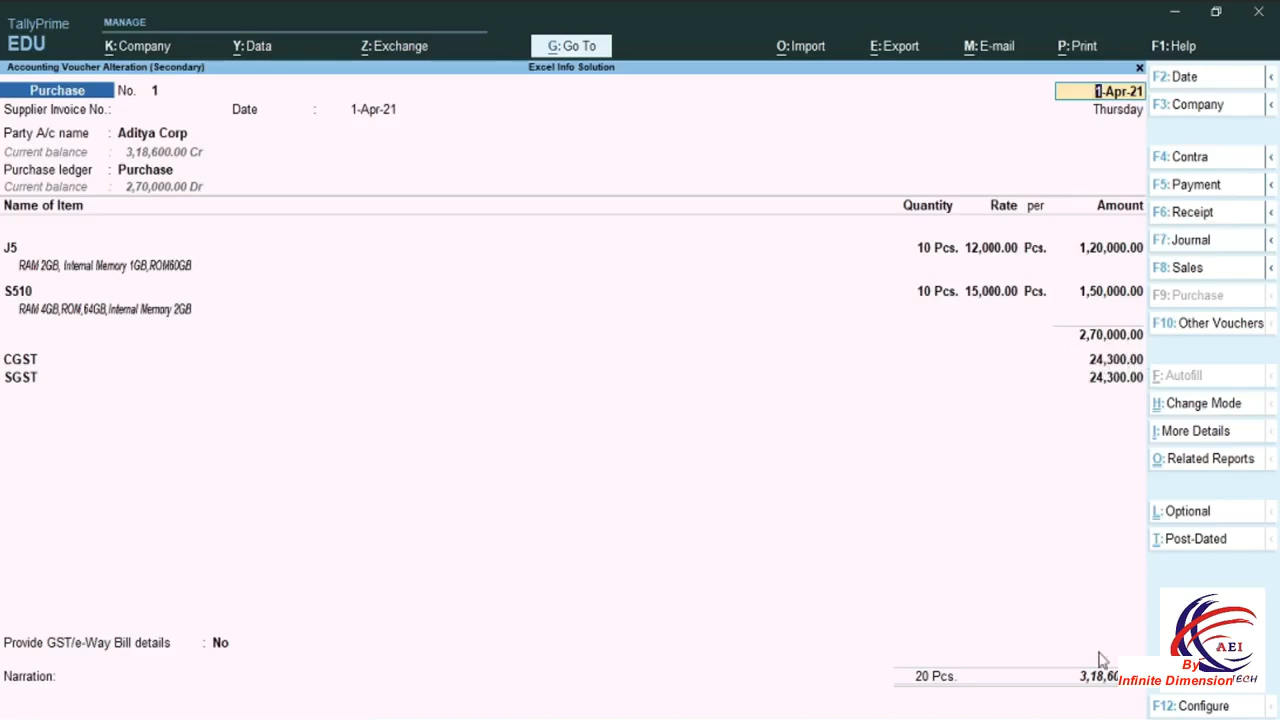 TallyPrime
EDU
MANAGE
K: Company
Y: Data
Z: Exchange
G: Go To
O: Import
E: Export
M: E-mail
P: Print
F1: Help
Accounting Voucher Alteration (Secondary)
Excel Info Solution
Purchase No. 1
1-Apr-21
Supplier Invoice No.: Date : 1-Apr-21
Thursday
Party A/c name : Aditya Corp
Current balance : 3,18,600.00 Cr
Purchase ledger : Purchase
Current balance : 2,70,000.00 Dr
Name of Item Quantity Rate per Amount
J5 10 Pcs. 12,000.00 Pcs. 1,20,000.00
RAM 2GB, Internal Memory 1GB,ROM60GB
S510 10 Pcs. 15,000.00 Pcs. 1,50,000.00
RAM 4GB,ROM,64GB,Internal Memory 2GB
2,70,000.00
CGST 24,300.00
SGST 24,300.00
Provide GST/e-Way Bill details : No
Narration:
20 Pcs. 3,18,60
F2: Date
F3: Company
F4: Contra
F5: Payment
F6: Receipt
F7: Journal
F8: Sales
F9: Purchase
F10: Other Vouchers
F: Autofill
H: Change Mode
I: More Details
O: Related Reports
L: Optional
T: Post-Dated
AEI
By
Infinite Dimension
TECH
F12: Configure